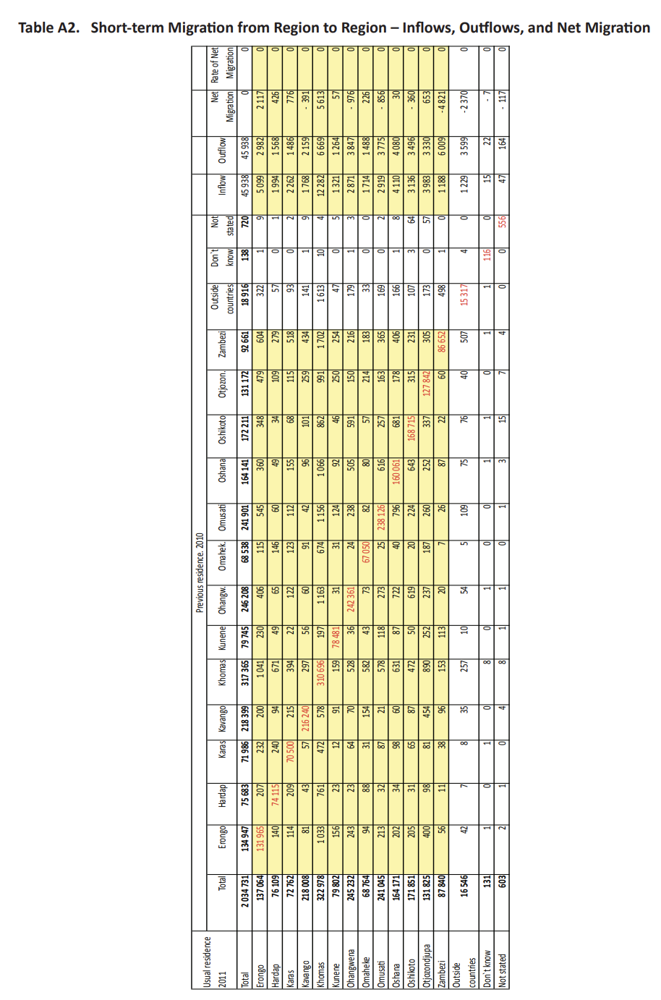 Table A2. Short-term Migration from Region to Region – Inflows, Outflows, and Net Migration
Usual residence 2011 Previous residence. 2010
Total Erongo Hardap Karas Kavango Khomas Kunene Ohangw. Omahek. Omusati Oshana Oshikoto Otjozon. Zambezi Outside countries Don`t know Not stated Inflow Outflow Net Migration Rate of Net Migration
Total 2 034 731 134 947 75 683 71 986 218 399 317 365 79 745 246 208 68 538 241 901 164 141 172 211 131 172 92 661 18 916 138 720 45 938 45 938 0 0
Erongo 137 064 131 965 207 232 200 1 041 230 406 115 545 360 348 479 604 322 1 9 5 099 2 982 2 117 0
Hardap 76 109 140 74 115 240 94 671 49 65 146 60 49 34 109 279 57 0 1 1 994 1 568 426 0
Karas 72 762 114 209 70 500 215 394 22 122 123 112 155 68 115 518 93 0 2 2 262 1 486 776 0
Kavango 218 008 81 43 57 216 240 297 56 60 91 42 96 101 259 434 141 1 9 1 768 2 159 - 391 0
Khomas 322 978 1 033 761 472 578 310 696 197 1 163 674 1 156 1 066 862 991 1 702 1 613 10 4 12 282 6 669 5 613 0
Kunene 79 802 156 23 12 91 159 78 481 31 31 124 92 46 250 254 47 0 5 1 321 1 264 57 0
Ohangwena 245 232 243 23 64 70 528 36 242 361 24 238 505 591 150 216 179 1 3 2 871 3 847 - 976 0
Omaheke 68 764 94 88 31 154 582 43 73 67 050 82 80 57 214 183 33 0 0 1 714 1 488 226 0
Omusati 241 045 213 32 87 21 578 118 273 25 238 126 616 257 163 365 169 0 2 2 919 3 775 - 856 0
Oshana 164 171 202 34 98 60 631 87 722 40 796 160 061 681 178 406 166 1 8 4 110 4 080 30 0
Oshikoto 171 851 205 31 65 87 472 50 619 20 224 643 168 715 315 231 107 3 64 3 136 3 496 - 360 0
Otjozondjupa 131 825 400 98 81 454 890 252 237 187 260 252 337 127 842 305 173 0 57 3 983 3 330 653 0
Zambezi 87 840 56 11 38 96 153 113 20 7 26 87 22 60 86 652 498 1 0 1 188 6 009 -4 821 0
Outside countries 16 546 42 7 8 35 257 10 54 5 109 75 76 40 507 15 317 4 0 1 229 3 599 -2 370 0
Don`t know 131 1 0 1 0 8 0 1 0 0 1 1 0 1 1 116 0 15 22 - 7 0
Not stated 603 2 1 0 4 8 1 1 0 1 3 15 7 4 0 0 556 47 164 - 117 0